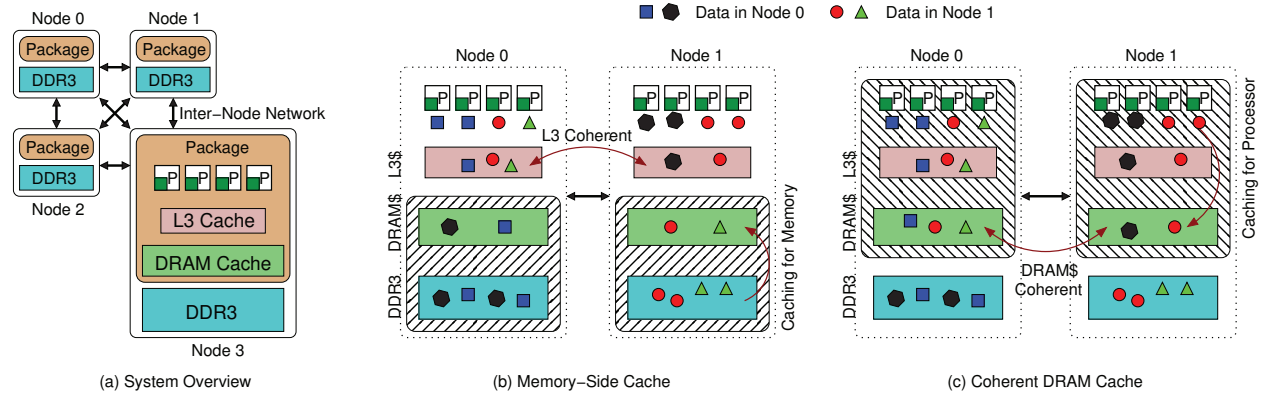 Node 0
Node 1
Package
DDR3
Package
DDR3
Inter-Node Network
Package
DDR3
Node 2
Package
P P P P
L3 Cache
DRAM Cache
DDR3
Node 3
(a) System Overview
Data in Node 0
Data in Node 1
Node 0
Node 1
P P P P
P P P P
L3 Coherent
L3$
DRAM$
DDR3
Caching for Memory
(b) Memory-Side Cache
Node 0
Node 1
P P P P
P P P P
L3$
DRAM$
DDR3
DRAM$
Coherent
Caching for Processor
(c) Coherent DRAM Cache